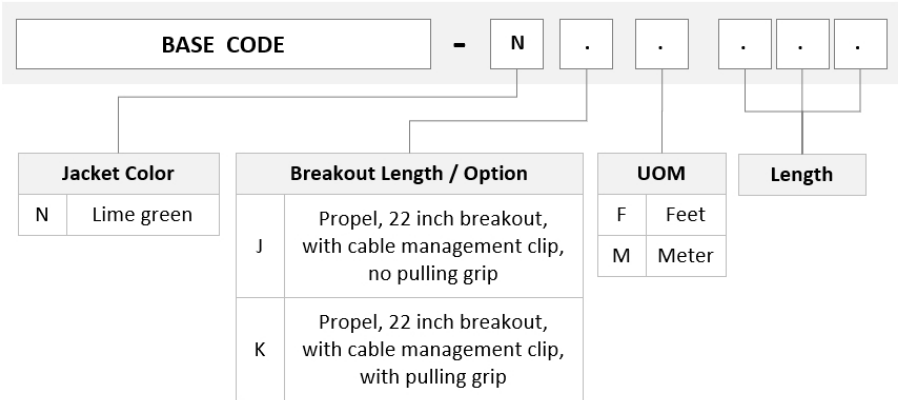 BASE CODE - N . . . . .
Jacket Color
N Lime green
Breakout Length / Option
J Propel, 22 inch breakout,
with cable management clip,
no pulling grip
K Propel, 22 inch breakout,
with cable management clip,
with pulling grip
UOM
F Feet
M Meter
Length